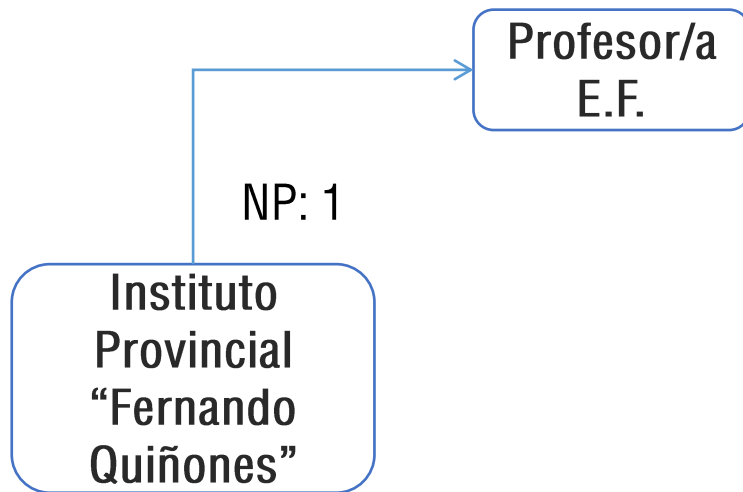 Profesor/a
E.F.
NP: 1
Instituto
Provincial
“Fernando
Quiñones”